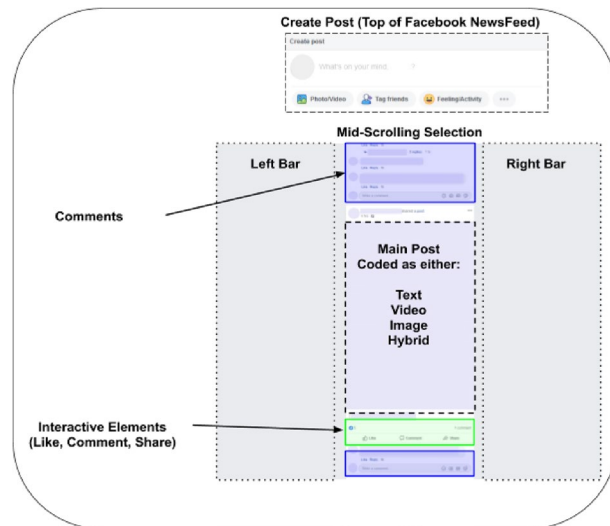 Create Post (Top of Facebook NewsFeed)
Create post
What's on your mind, ?
Photo/Video Tag friends Feeling/Activity
Mid-Scrolling Selection
Left Bar
Right Bar
Comments
Main Post
Coded as either:
Text
Video
Image
Hybrid
Interactive Elements
(Like, Comment, Share)
Like Comment Share